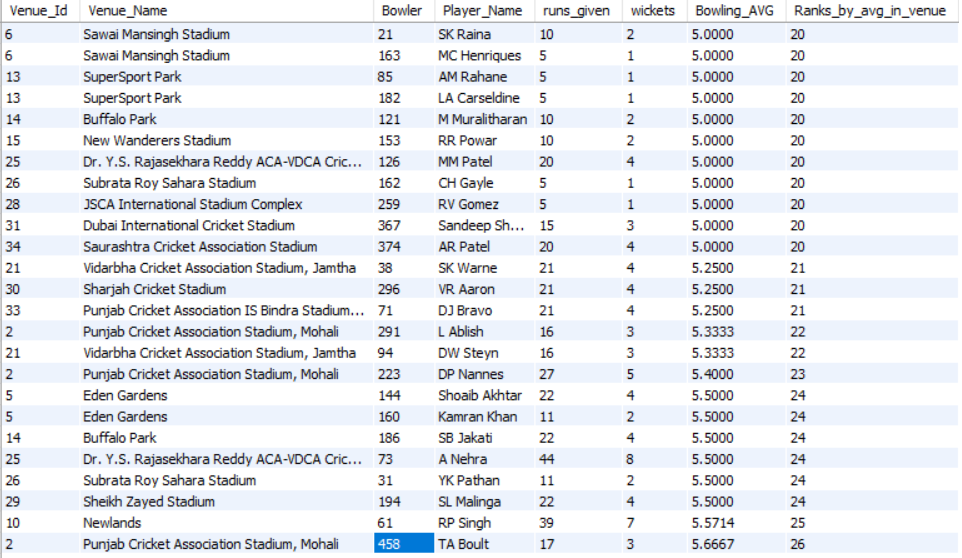 Venue_Id Venue_Name Bowler Player_Name runs_given wickets Bowling_AVG Ranks_by_avg_in_venue
6 Sawai Mansingh Stadium 21 SK Raina 10 2 5.0000 20
6 Sawai Mansingh Stadium 163 MC Henriques 5 1 5.0000 20
13 SuperSport Park 85 AM Rahane 5 1 5.0000 20
13 SuperSport Park 182 LA Carseldine 5 1 5.0000 20
14 Buffalo Park 121 M Muralitharan 10 2 5.0000 20
15 New Wanderers Stadium 153 RR Powar 10 2 5.0000 20
25 Dr. Y.S. Rajasekhara Reddy ACA-VDCA Cric... 126 MM Patel 20 4 5.0000 20
26 Subrata Roy Sahara Stadium 162 CH Gayle 5 1 5.0000 20
28 JSCA International Stadium Complex 259 RV Gomez 5 1 5.0000 20
31 Dubai International Cricket Stadium 367 Sandeep Sh... 15 3 5.0000 20
34 Saurashtra Cricket Association Stadium 374 AR Patel 20 4 5.0000 20
21 Vidarbha Cricket Association Stadium, Jamtha 38 SK Warne 21 4 5.2500 21
30 Sharjah Cricket Stadium 296 VR Aaron 21 4 5.2500 21
33 Punjab Cricket Association IS Bindra Stadium... 71 DJ Bravo 21 4 5.2500 21
2 Punjab Cricket Association Stadium, Mohali 291 L Ablish 16 3 5.3333 22
21 Vidarbha Cricket Association Stadium, Jamtha 94 DW Steyn 16 3 5.3333 22
2 Punjab Cricket Association Stadium, Mohali 223 DP Nannes 27 5 5.4000 23
5 Eden Gardens 144 Shoaib Akhtar 22 4 5.5000 24
5 Eden Gardens 160 Kamran Khan 11 2 5.5000 24
14 Buffalo Park 186 SB Jakati 22 4 5.5000 24
25 Dr. Y.S. Rajasekhara Reddy ACA-VDCA Cric... 73 A Nehra 44 8 5.5000 24
26 Subrata Roy Sahara Stadium 31 YK Pathan 11 2 5.5000 24
29 Sheikh Zayed Stadium 194 SL Malinga 22 4 5.5000 24
10 Newlands 61 RP Singh 39 7 5.5714 25
2 Punjab Cricket Association Stadium, Mohali 458 TA Boult 17 3 5.6667 26